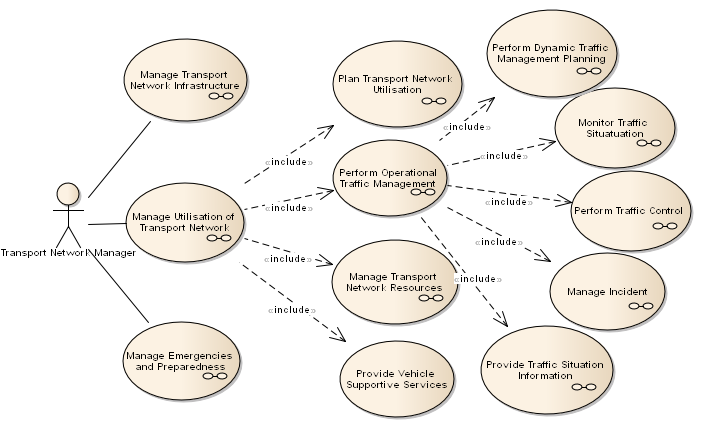 Manage Transport
Network Infrastructure
Plan Transport Network
Utilisation
Perform Dynamic Traffic
Management Planning
«include»
Monitor Traffic
Situatuation
«include»
«include»
Perform Operational
Traffic Management
Manage Utilisation of
Transport Network
«include»
«include»
Perform Traffic Control
Transport Network Manager
«include»
«include»
Manage Transport
Network Resources
«include»
Manage Incident
«include»
Manage Emergencies
and Preparedness
Provide Vehicle
Supportive Services
Provide Traffic Situation
Information